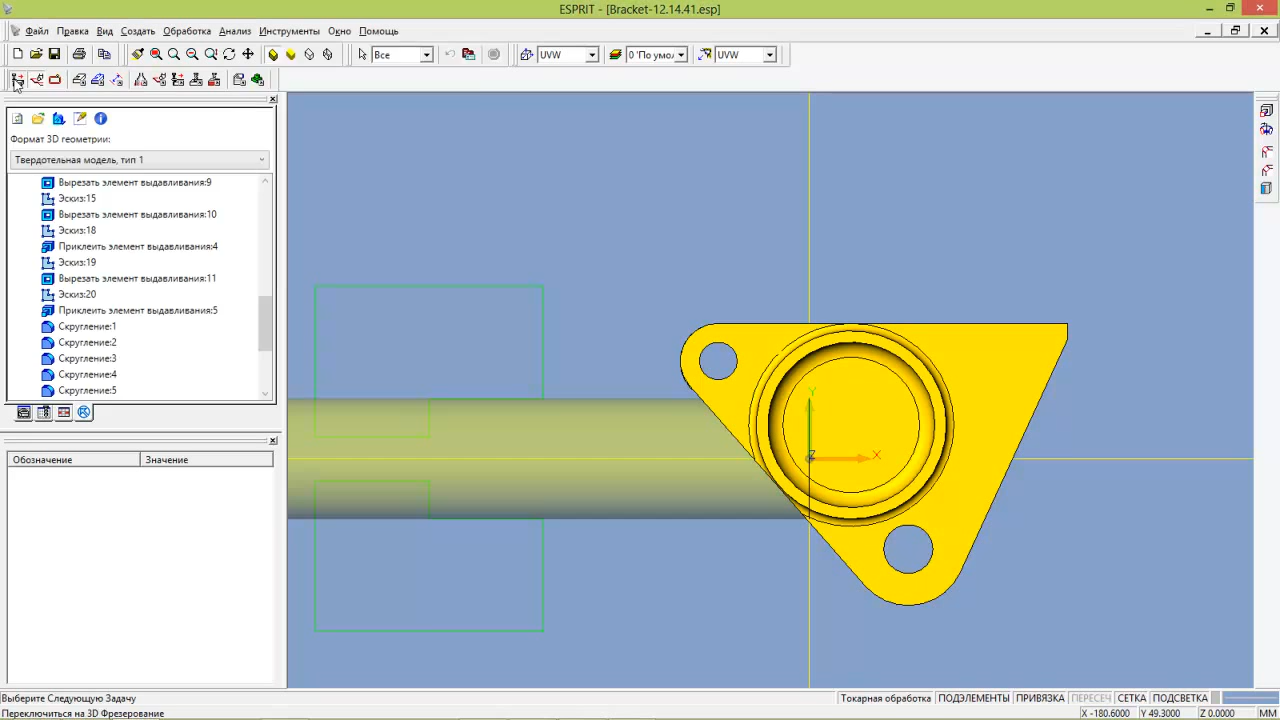 ESPRIT - [Bracket-12.14.41.esp]
Файл Правка Вид Создать Обработка Анализ Инструменты Окно Помощь
Все UVW 0 'По умол UVW
Формат 3D геометрии:
Твердотельная модель, тип 1
Вырезать элемент выдавливания:9
Эскиз:15
Вырезать элемент выдавливания:10
Эскиз:18
Приклеить элемент выдавливания:4
Эскиз:19
Вырезать элемент выдавливания:11
Эскиз:20
Приклеить элемент выдавливания:5
Скругление:1
Скругление:2
Скругление:3
Скругление:4
Скругление:5
Обозначение Значение
Y
Z X
Выберите Следующую Задачу
Токарная обработка ПОДЭЛЕМЕНТЫ ПРИВЯЗКА ПЕРЕСЕЧ СЕТКА ПОДСВЕТКА
Переключиться на 3D Фрезерование
X -180.6000 Y 49.3000 Z 0.0000 ММ